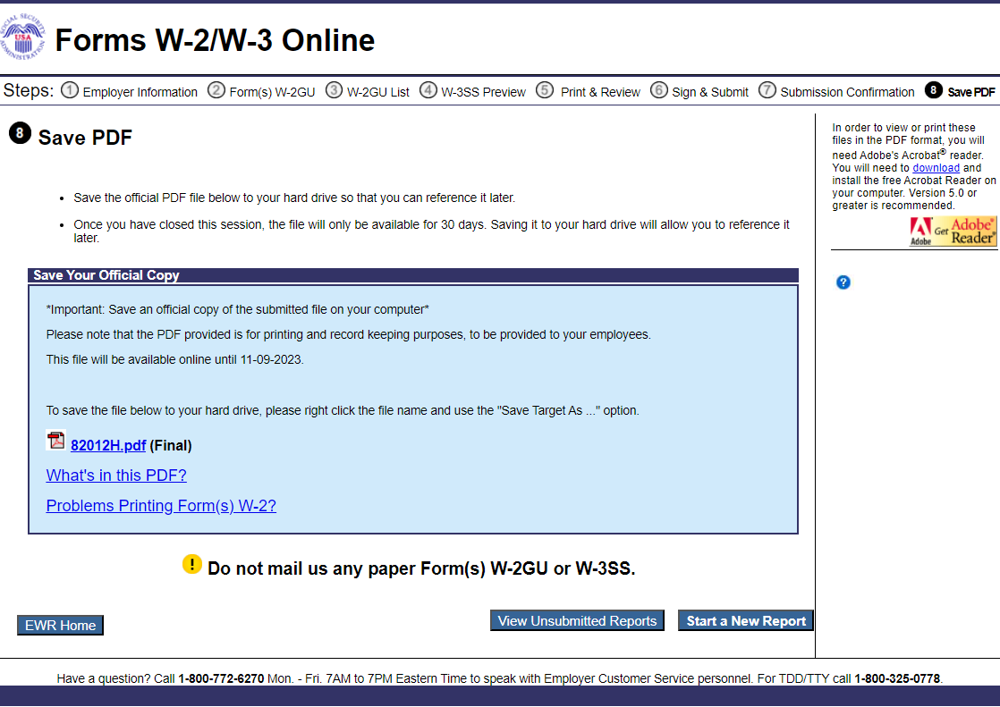 SOCIAL SECURITY ADMINISTRATION
USA
Forms W-2/W-3 Online
Steps: 1 Employer Information 2 Form(s) W-2GU 3 W-2GU List 4 W-3SS Preview 5 Print & Review 6 Sign & Submit 7 Submission Confirmation 8 Save PDF
8 Save PDF
• Save the official PDF file below to your hard drive so that you can reference it later.
• Once you have closed this session, the file will only be available for 30 days. Saving it to your hard drive will allow you to reference it
later.
Save Your Official Copy
*Important: Save an official copy of the submitted file on your computer*
Please note that the PDF provided is for printing and record keeping purposes, to be provided to your employees.
This file will be available online until 11-09-2023.
To save the file below to your hard drive, please right click the file name and use the "Save Target As ..." option.
82012H.pdf (Final)
What's in this PDF?
Problems Printing Form(s) W-2?
! Do not mail us any paper Form(s) W-2GU or W-3SS.
EWR Home
View Unsubmitted Reports
Start a New Report
In order to view or print these
files in the PDF format, you will
need Adobe's Acrobat® reader.
You will need to download and
install the free Acrobat Reader on
your computer. Version 5.0 or
greater is recommended.
Adobe Get Adobe® Reader®
?
Have a question? Call 1-800-772-6270 Mon. - Fri. 7AM to 7PM Eastern Time to speak with Employer Customer Service personnel. For TDD/TTY call 1-800-325-0778.